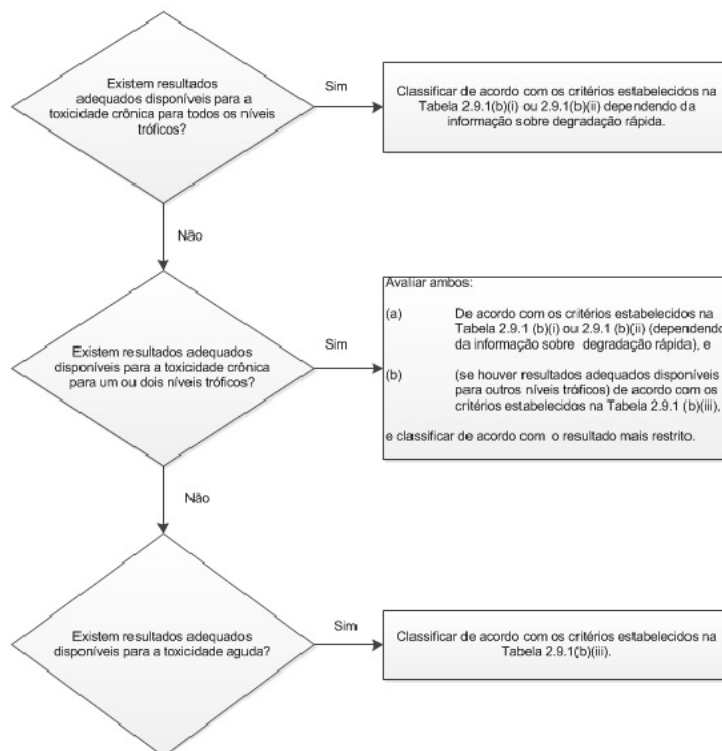 Existem resultados
adequados disponíveis para a
toxicidade crônica para todos os níveis
tróficos?
Sim
Classificar de acordo com os critérios estabelecidos na
Tabela 2.9.1(b)(i) ou 2.9.1(b)(ii) dependendo da
informação sobre degradação rápida.
Não
Existem resultados adequados
disponíveis para a toxicidade crônica
para um ou dois níveis tróficos?
Sim
Avaliar ambos:
(a) De acordo com os critérios estabelecidos na
Tabela 2.9.1 (b)(i) ou 2.9.1 (b)(ii) (dependendo
da informação sobre degradação rápida), e
(b) (se houver resultados adequados disponíveis
para outros níveis tróficos) de acordo com os
critérios estabelecidos na Tabela 2.9.1 (b)(iii),
e classificar de acordo com o resultado mais restrito.
Não
Existem resultados adequados
disponíveis para a toxicidade aguda?
Sim
Classificar de acordo com os critérios estabelecidos na
Tabela 2.9.1(b)(iii).